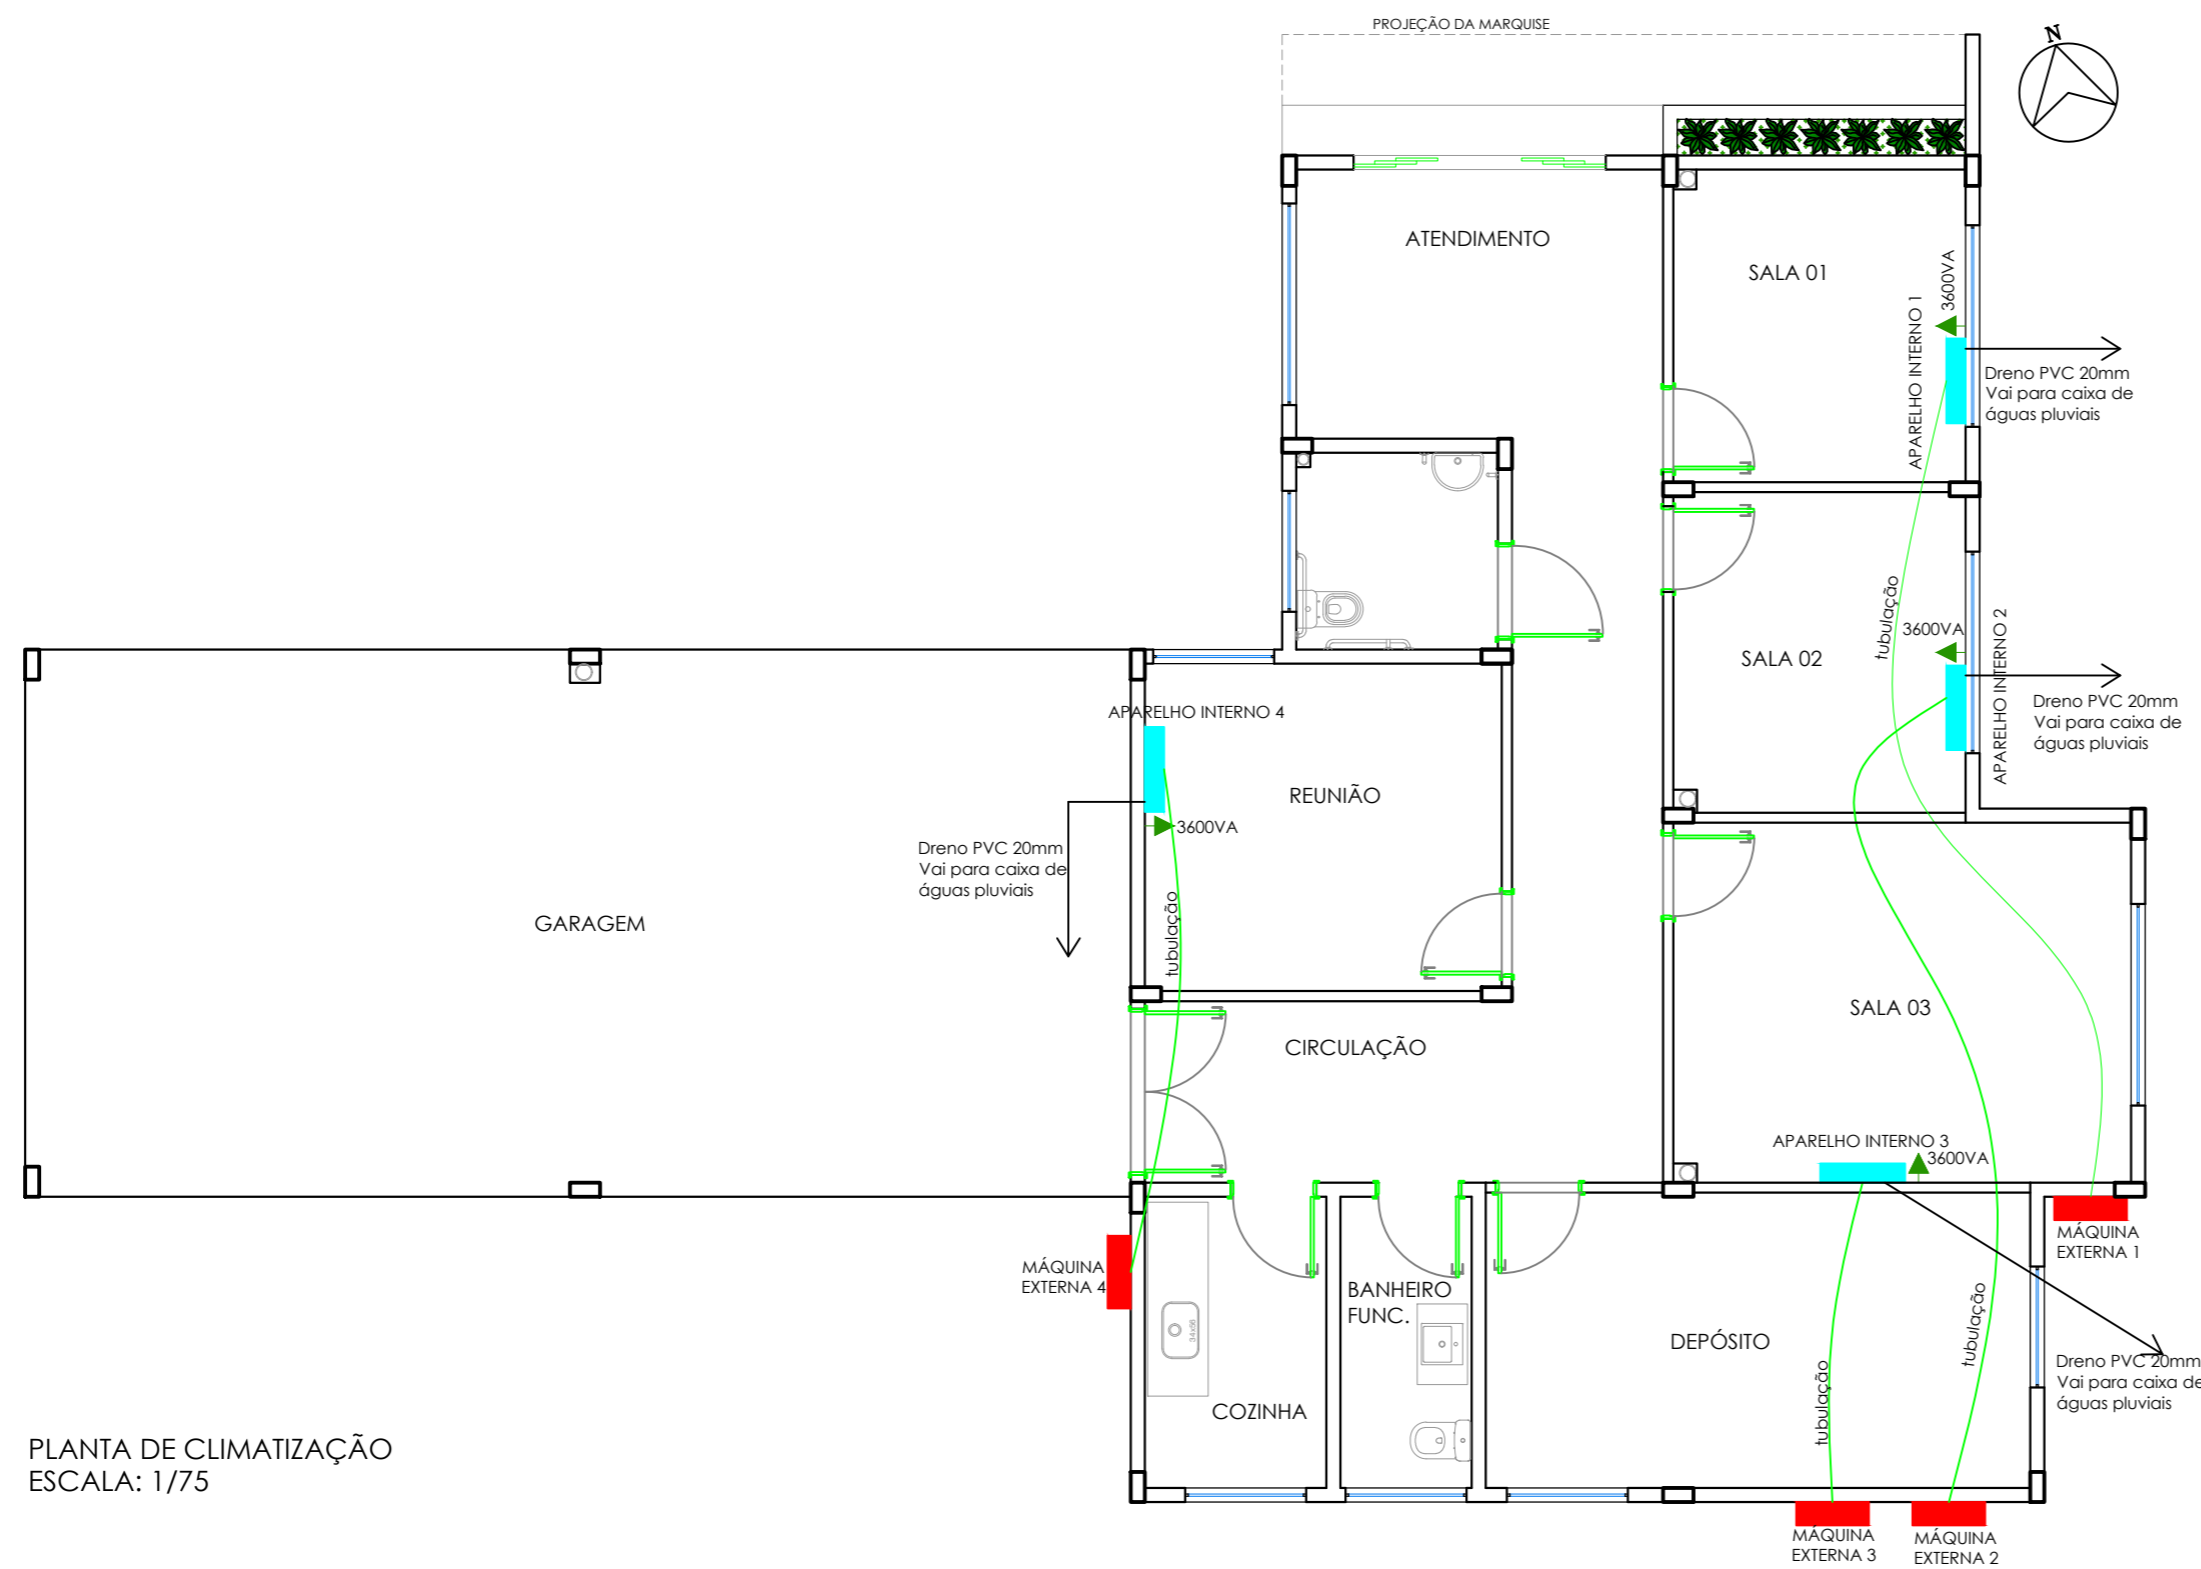 PROJEÇÃO DA MARQUISE
N
ATENDIMENTO
SALA 01
3600VA
APARELHO INTERNO 1
Dreno PVC 20mm
Vai para caixa de
águas pluviais
tubulação
3600VA
SALA 02
APARELHO INTERNO 2
Dreno PVC 20mm
Vai para caixa de
águas pluviais
APARELHO INTERNO 4
REUNIÃO
3600VA
Dreno PVC 20mm
Vai para caixa de
águas pluviais
tubulação
GARAGEM
SALA 03
CIRCULAÇÃO
APARELHO INTERNO 3
3600VA
MÁQUINA
EXTERNA 1
MÁQUINA
EXTERNA 4
BANHEIRO
FUNC.
34x56
DEPÓSITO
tubulação
tubulação
Dreno PVC 20mm
Vai para caixa de
águas pluviais
COZINHA
PLANTA DE CLIMATIZAÇÃO
ESCALA: 1/75
MÁQUINA
EXTERNA 3
MÁQUINA
EXTERNA 2